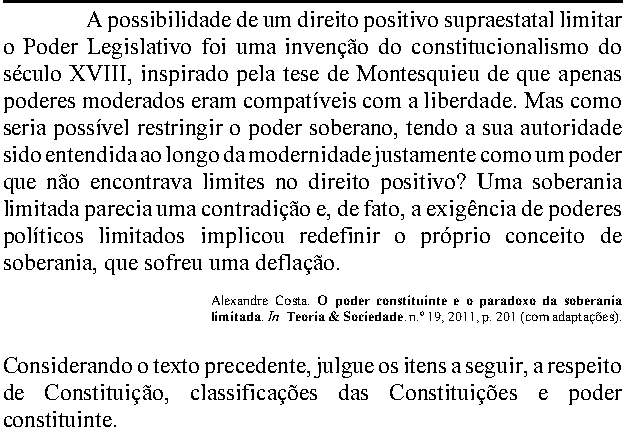 A possibilidade de um direito positivo supraestatal limitar
o Poder Legislativo foi uma invenção do constitucionalismo do
século XVIII, inspirado pela tese de Montesquieu de que apenas
poderes moderados eram compatíveis com a liberdade. Mas como
seria possível restringir o poder soberano, tendo a sua autoridade
sido entendida ao longo da modernidade justamente como um poder
que não encontrava limites no direito positivo? Uma soberania
limitada parecia uma contradição e, de fato, a exigência de poderes
políticos limitados implicou redefinir o próprio conceito de
soberania, que sofreu uma deflação.
Alexandre Costa. O poder constituinte e o paradoxo da soberania
limitada. In Teoria & Sociedade. n.º 19, 2011, p. 201 (com adaptações).
Considerando o texto precedente, julgue os itens a seguir, a respeito
de Constituição, classificações das Constituições e poder
constituinte.